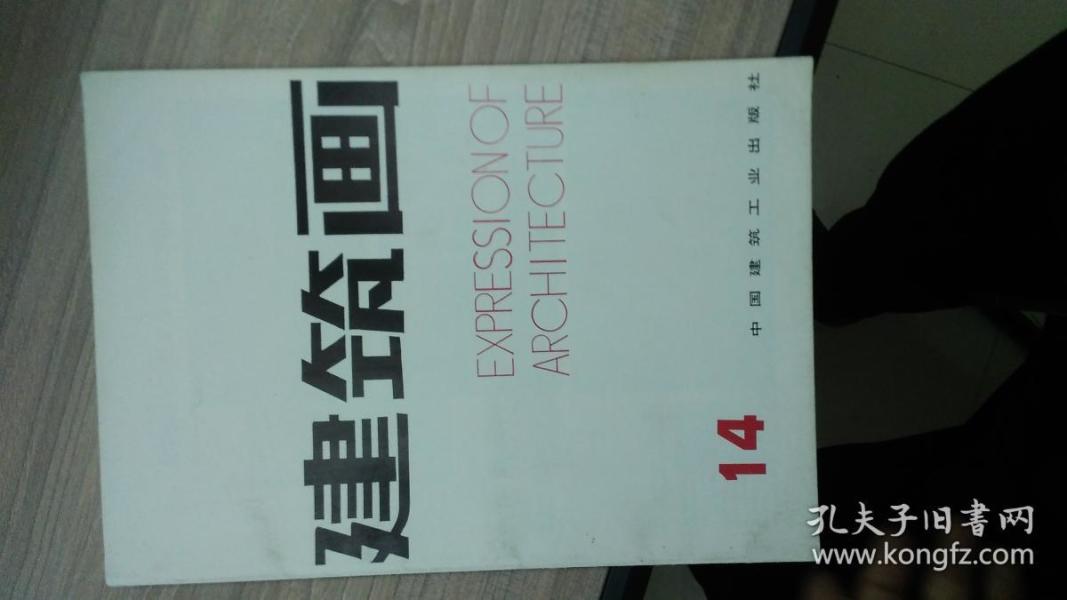 建筑画
EXPRESSION OF
ARCHITECTURE
14
中国建筑工业出版社
孔夫子旧書网
www.kongfz.com